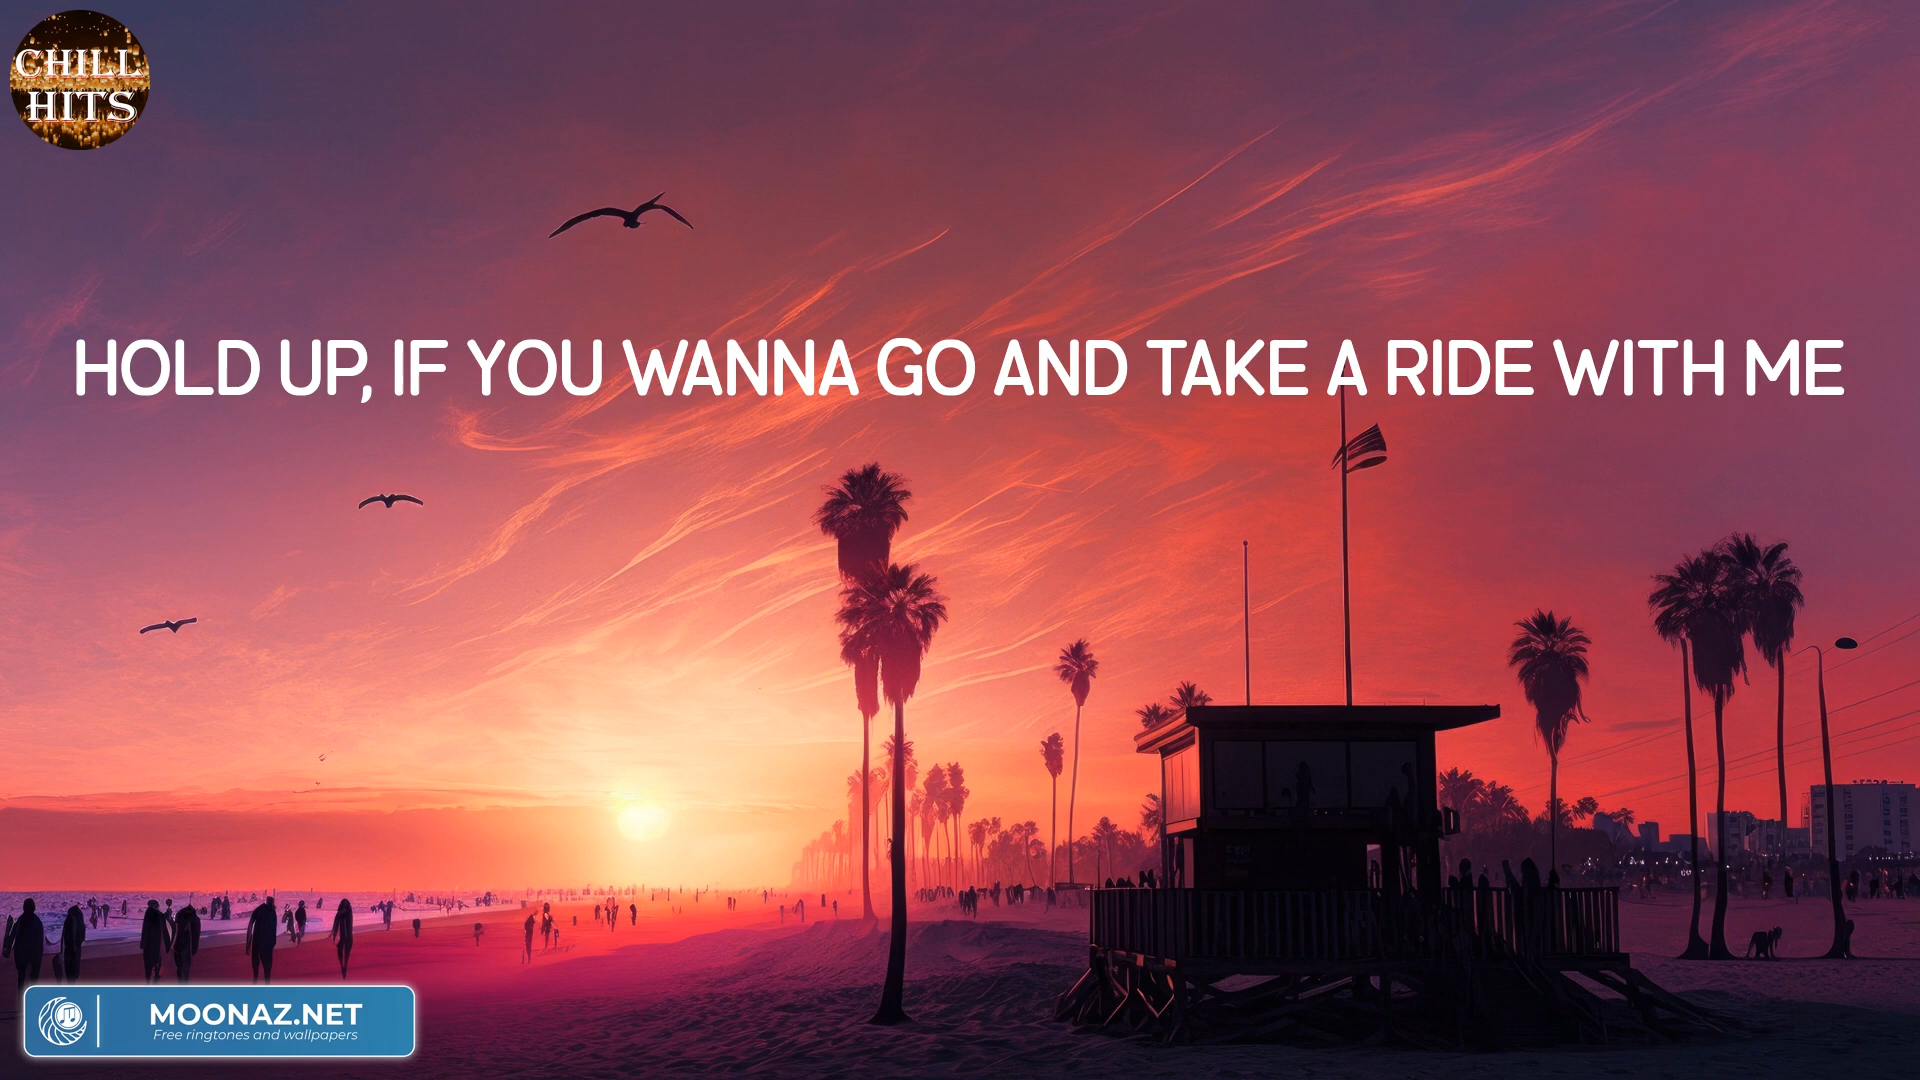 CHILL
HITS
HOLD UP, IF YOU WANNA GO AND TAKE A RIDE WITH ME
MOONAZ.NET
Free ringtones and wallpapers